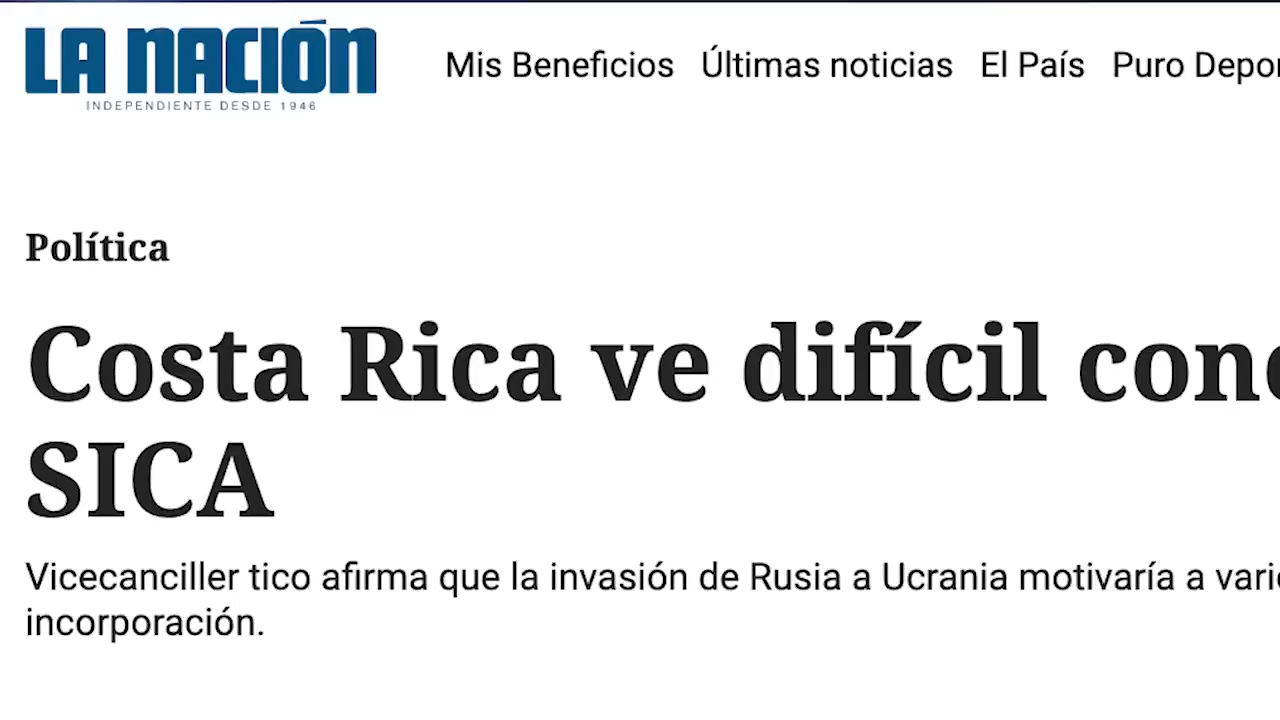 LA NACIÓN
INDEPENDIENTE DESDE 1946
Mis Beneficios Últimas noticias El País Puro
Política
Costa Rica ve difícil
SICA
Vicecanciller tico afirma que la invasión de Rusia a Ucrania motivaría a
incorporación.